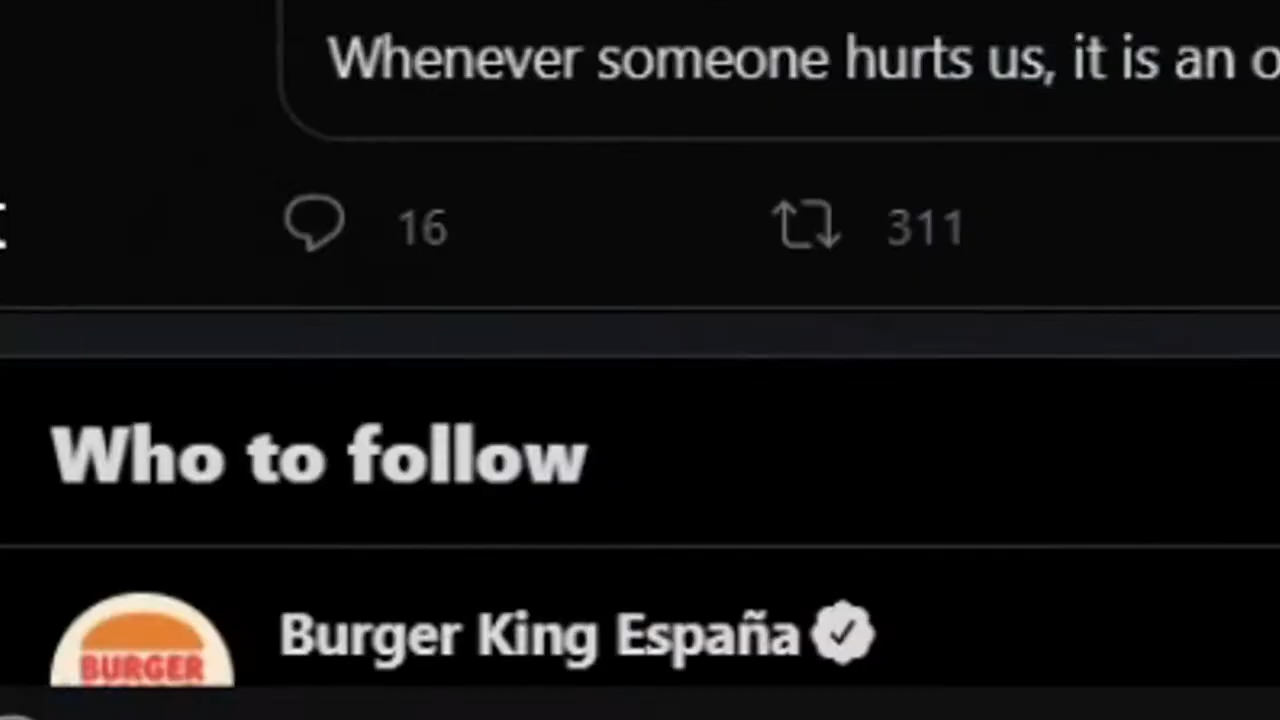 Whenever someone hurts us, it is an
16
311
Who to follow
Burger King España
BURGER